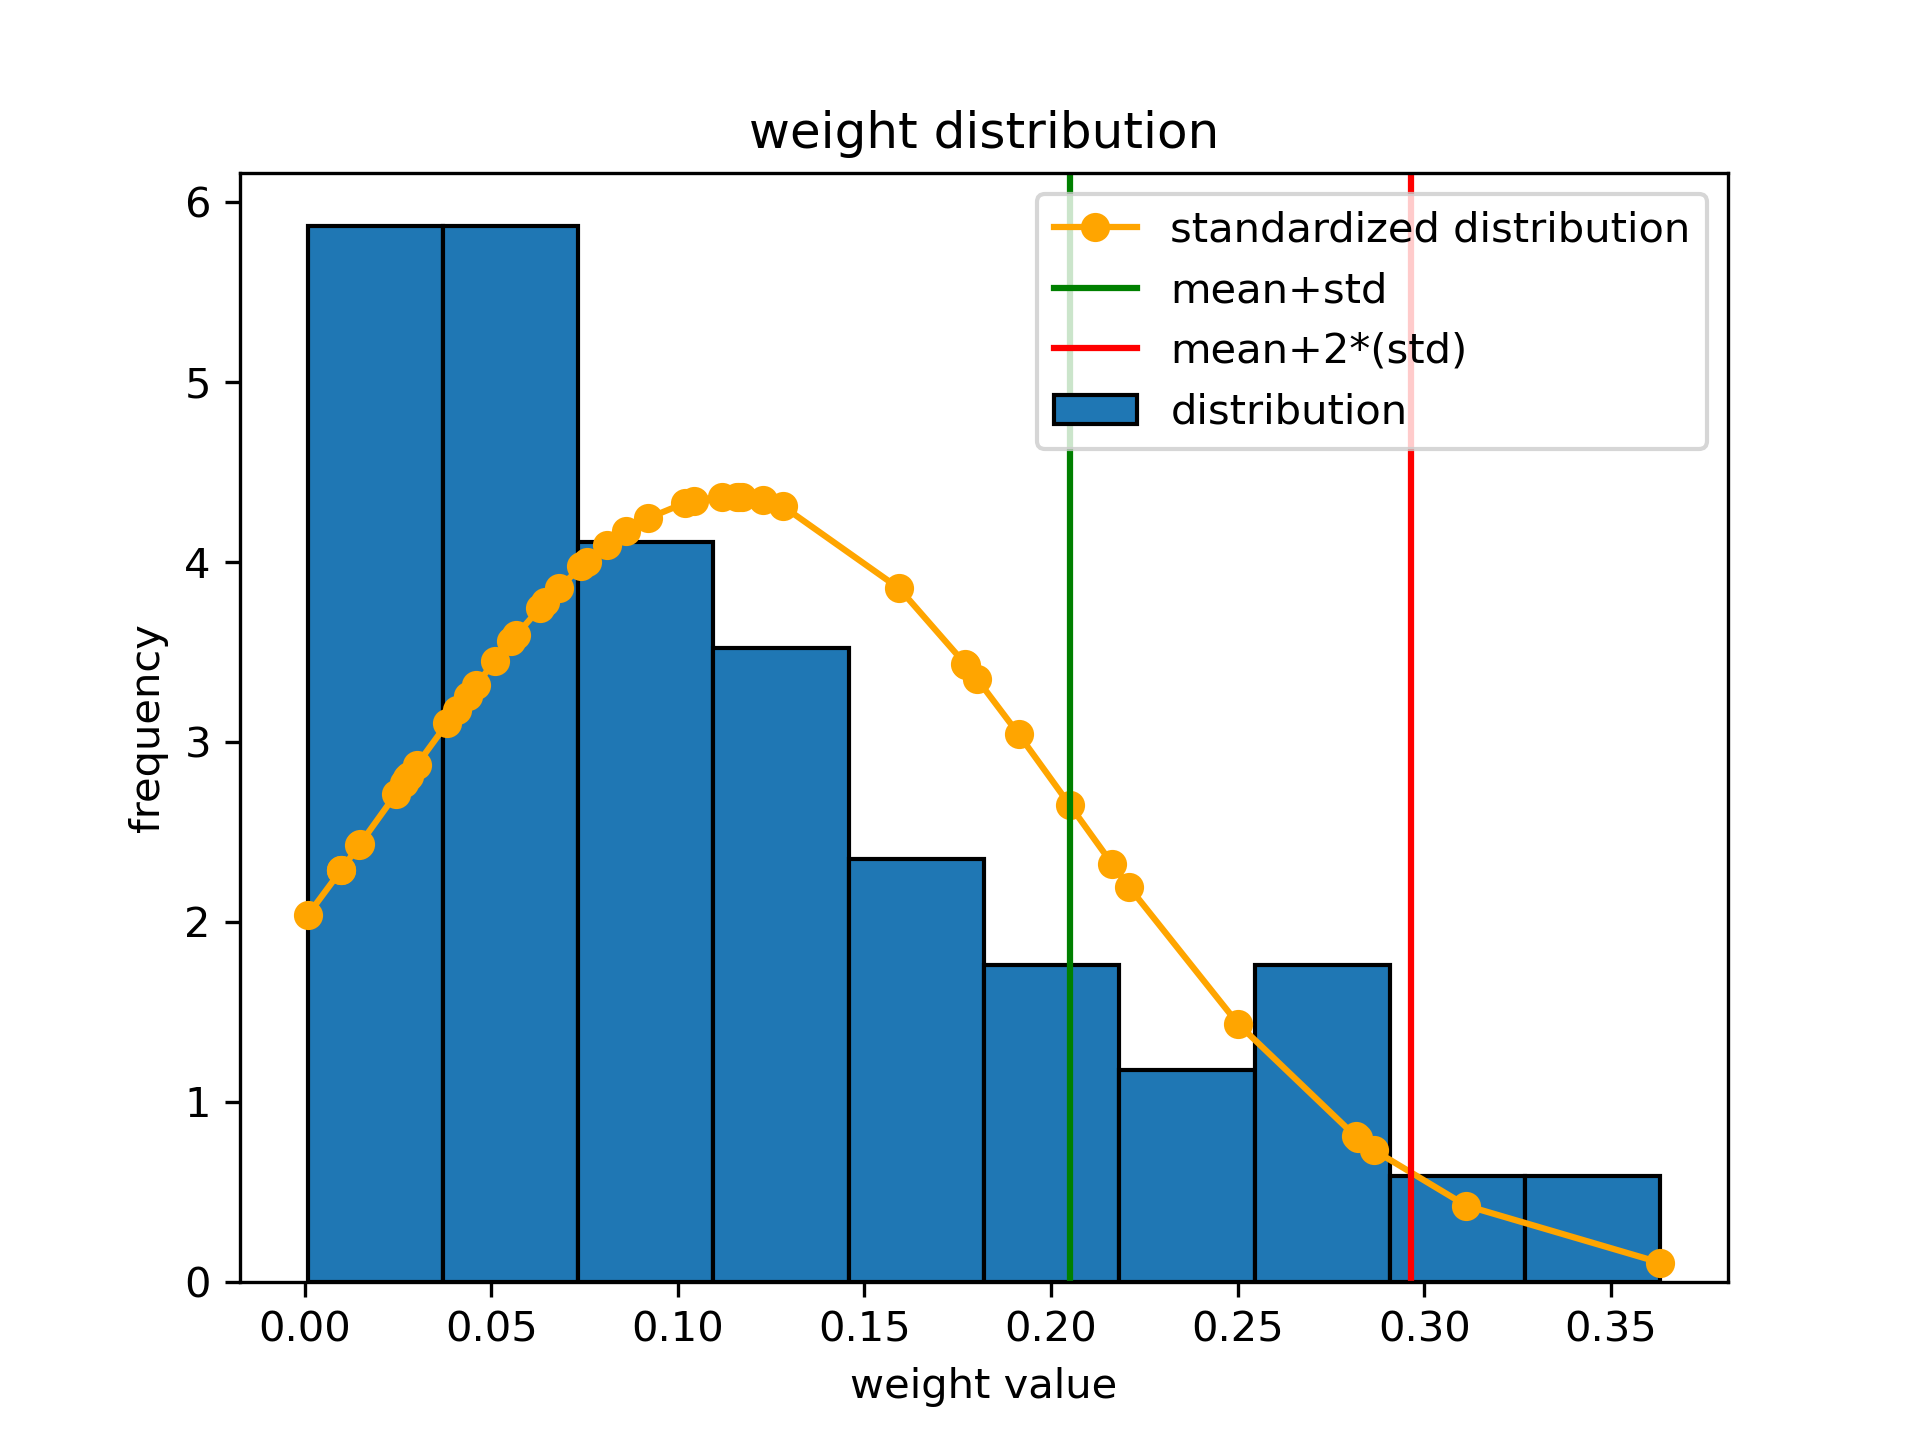 weight distribution
standardized distribution
mean+std
mean+2*(std)
distribution
frequency
6
5
4
3
2
1
0
0.00 0.05 0.10 0.15 0.20 0.25 0.30 0.35
weight value